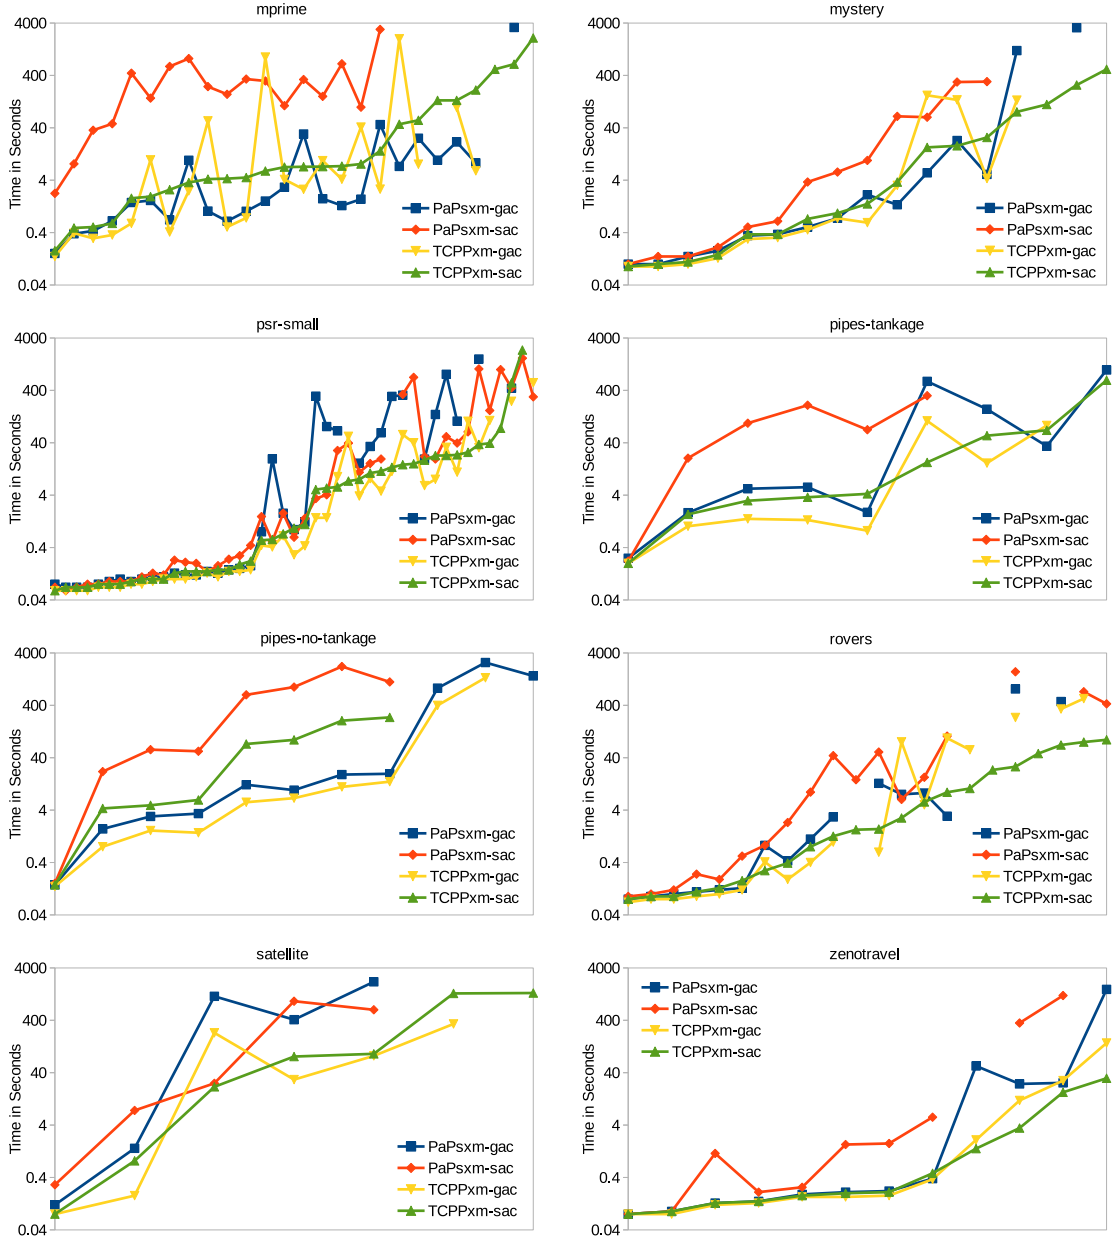 mprime
4000
400
40
4
0.4
0.04
Time in Seconds
PaPsxm-gac
PaPsxm-sac
TCPPxm-gac
TCPPxm-sac
mystery
4000
400
40
4
0.4
0.04
Time in Seconds
PaPsxm-gac
PaPsxm-sac
TCPPxm-gac
TCPPxm-sac
psr-small
4000
400
40
4
0.4
0.04
Time in Seconds
PaPsxm-gac
PaPsxm-sac
TCPPxm-gac
TCPPxm-sac
pipes-tankage
4000
400
40
4
0.4
0.04
Time in Seconds
PaPsxm-gac
PaPsxm-sac
TCPPxm-gac
TCPPxm-sac
pipes-no-tankage
4000
400
40
4
0.4
0.04
Time in Seconds
PaPsxm-gac
PaPsxm-sac
TCPPxm-gac
TCPPxm-sac
rovers
4000
400
40
4
0.4
0.04
Time in Seconds
PaPsxm-gac
PaPsxm-sac
TCPPxm-gac
TCPPxm-sac
satellite
4000
400
40
4
0.4
0.04
Time in Seconds
PaPsxm-gac
PaPsxm-sac
TCPPxm-gac
TCPPxm-sac
zenotravel
4000
400
40
4
0.4
0.04
Time in Seconds
PaPsxm-gac
PaPsxm-sac
TCPPxm-gac
TCPPxm-sac